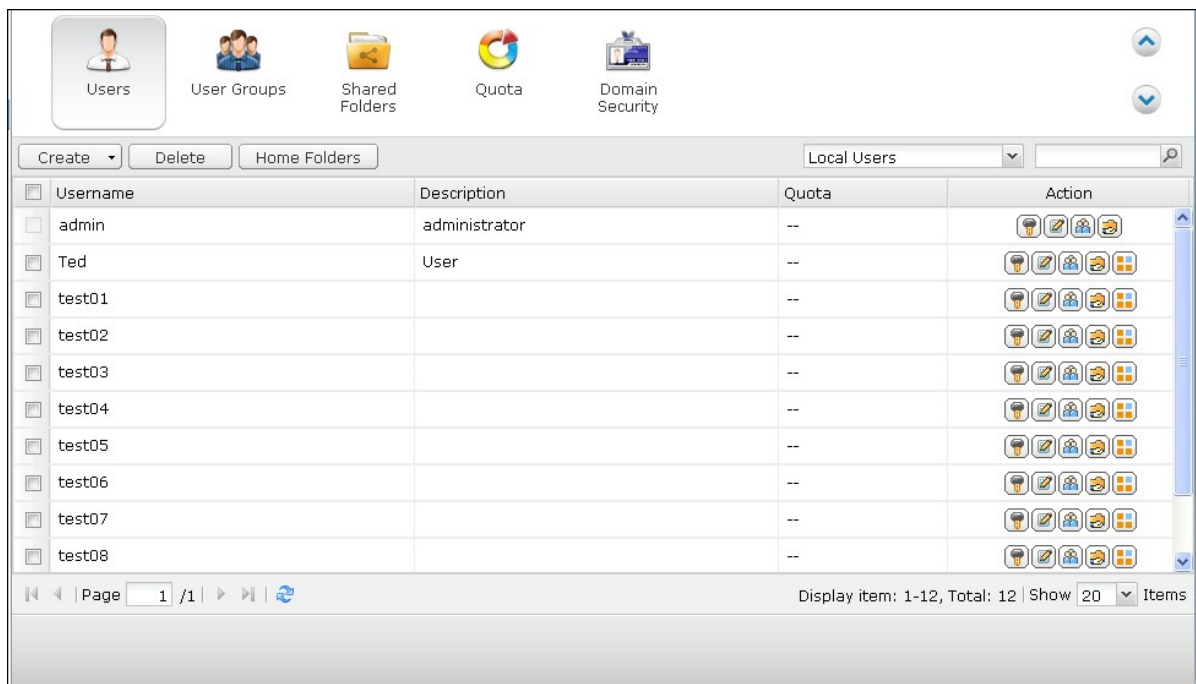 Users
User Groups
Shared
Folders
Quota
Domain
Security
Create
Delete
Home Folders
Local Users
Username Description Quota Action
admin administrator --
Ted User --
test01 --
test02 --
test03 --
test04 --
test05 --
test06 --
test07 --
test08 --
Page 1 /1
Display item: 1-12, Total: 12 Show 20 Items